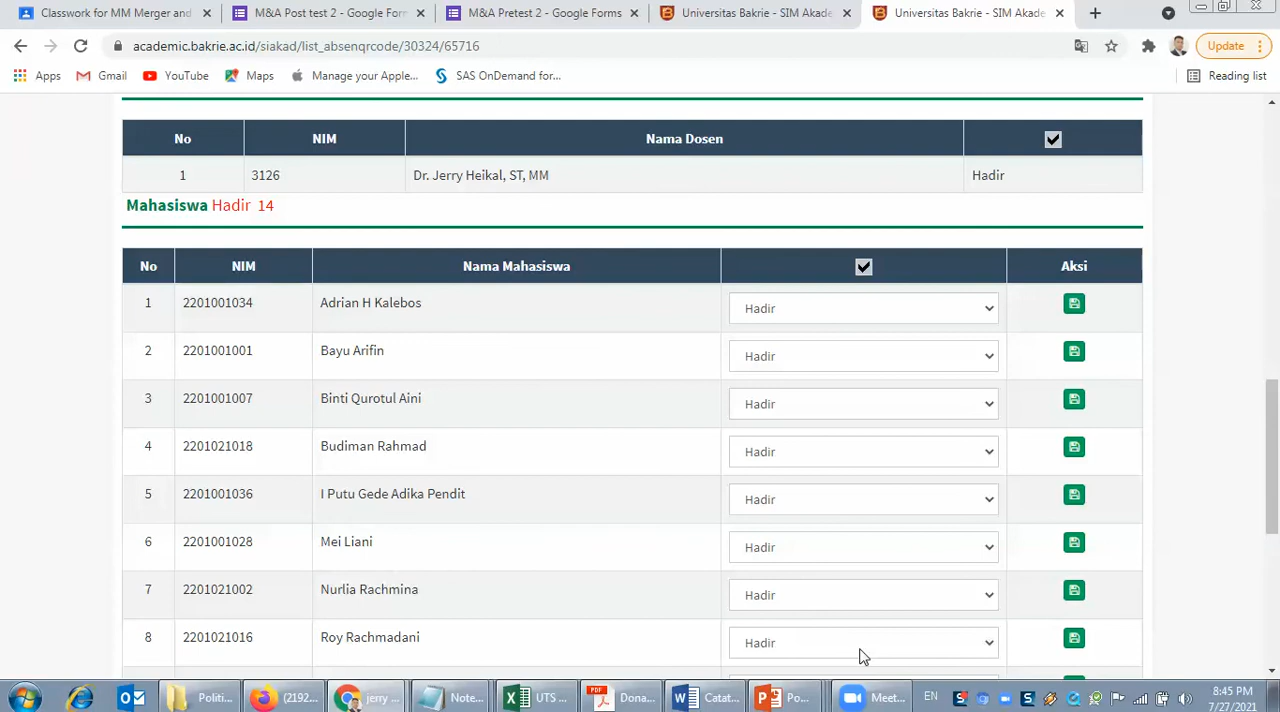 Classwork for MM Merger and
M&A Post test 2 - Google For
M&A Pretest 2 - Google Forms
Universitas Bakrie - SIM Akade
Universitas Bakrie - SIM Akade
academic.bakrie.ac.id/siakad/list_absenqrcode/30324/65716
Update
Apps Gmail YouTube Maps Manage your Apple... SAS OnDemand for... Reading list
No NIM Nama Dosen
1 3126 Dr. Jerry Heikal, ST, MM Hadir
Mahasiswa Hadir 14
No NIM Nama Mahasiswa Aksi
1 2201001034 Adrian H Kalebos Hadir
2 2201001001 Bayu Arifin Hadir
3 2201001007 Binti Qurotul Aini Hadir
4 2201021018 Budiman Rahmad Hadir
5 2201001036 I Putu Gede Adika Pendit Hadir
6 2201001028 Mei Liani Hadir
7 2201021002 Nurlia Rachmina Hadir
8 2201021016 Roy Rachmadani Hadir
Politi... (2192... jerry ... Note... UTS ... Dona... Catat... Po... Meet... EN 8:45 PM
7/27/2021